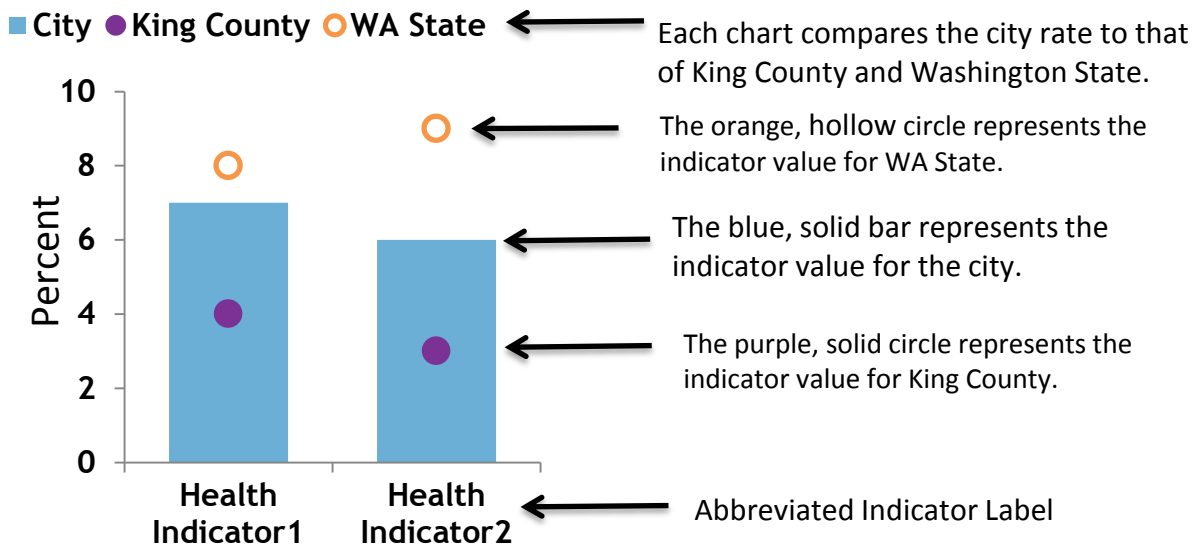 City King County WA State
Each chart compares the city rate to that
of King County and Washington State.
10
The orange, hollow circle represents the
indicator value for WA State.
8
The blue, solid bar represents the
indicator value for the city.
6
Percent
4
The purple, solid circle represents the
indicator value for King County.
2
0
Health
Indicator1
Health
Indicator2
Abbreviated Indicator Label